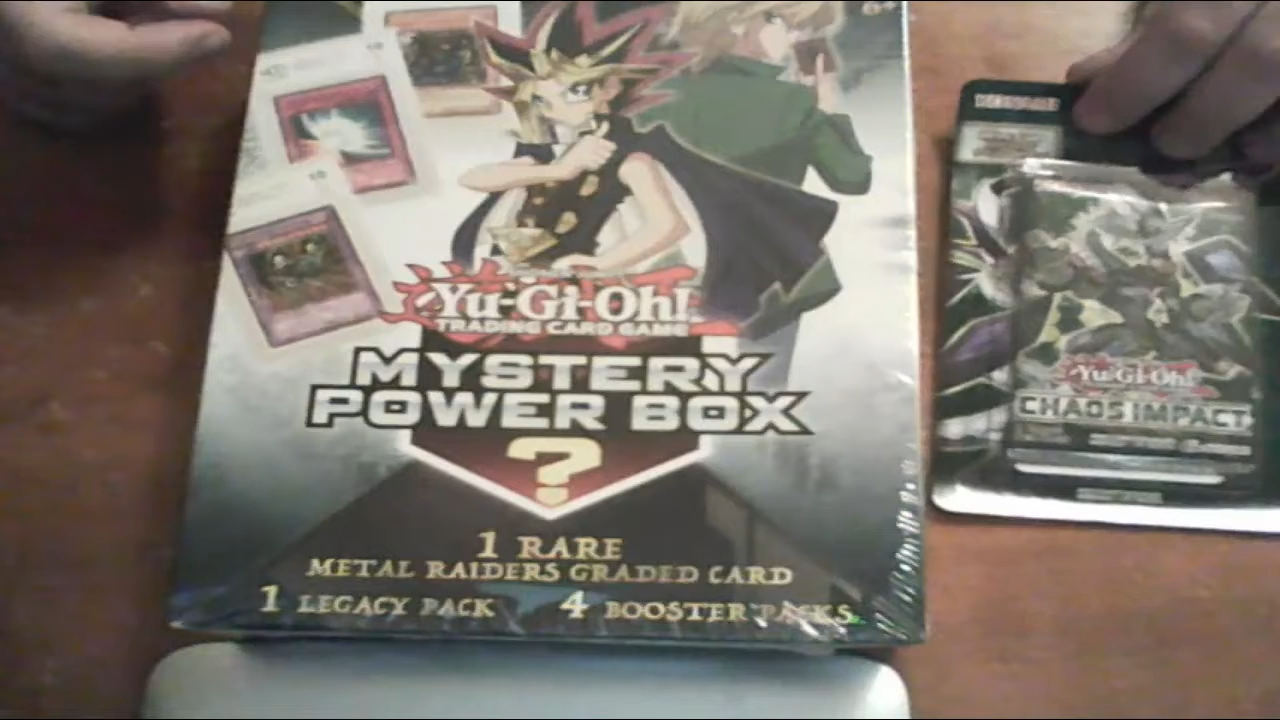 6+
Yu-Gi-Oh!
TRADING CARD GAME
MYSTERY
POWER BOX
?
1 RARE
METAL RAIDERS GRADED CARD
1 LEGACY PACK 4 BOOSTER PACKS
Yu-Gi-Oh!
CHAOS IMPACT